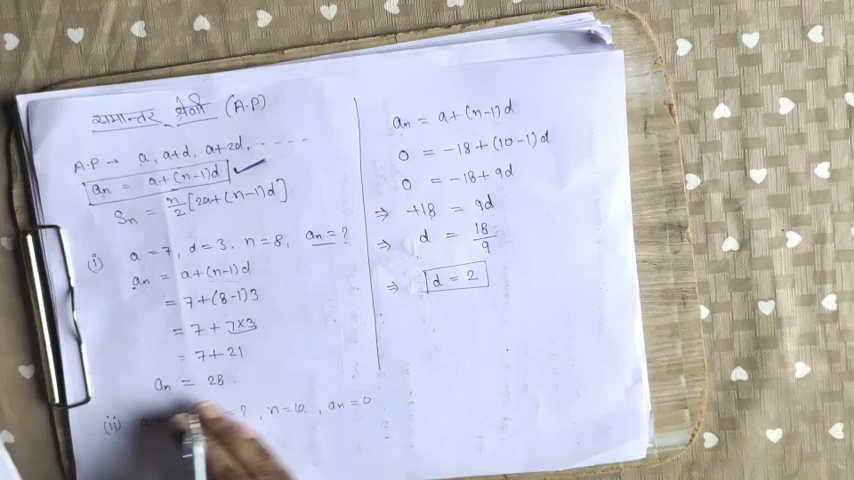 समान्तर श्रेणी (A.P)
A.P → a, a+d, a+2d, - - - -
an = a+(n-1)d ✓
Sn = n/2 [2a+(n-1)d]
(i) a = 7, d = 3, n = 8, an = ?
an = a+(n-1)d
= 7+(8-1)3
= 7 + 7×3
= 7+21
an = 28.
(ii) = ?, n = 10, an = 0
an = a+(n-1)d
0 = -18+(10-1)d
0 = -18+9d
⇒ +18 = 9d
⇒ d = 18/9
⇒ d = 2